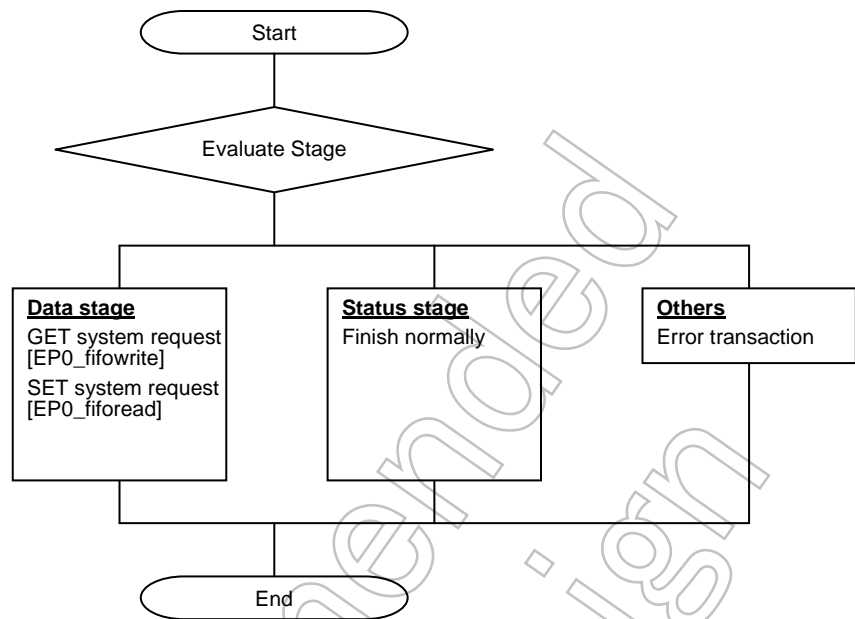 Start
Evaluate Stage
Data stage
GET system request
[EP0_fifowrite]
SET system request
[EP0_fiforead]
Status stage
Finish normally
Others
Error transaction
End